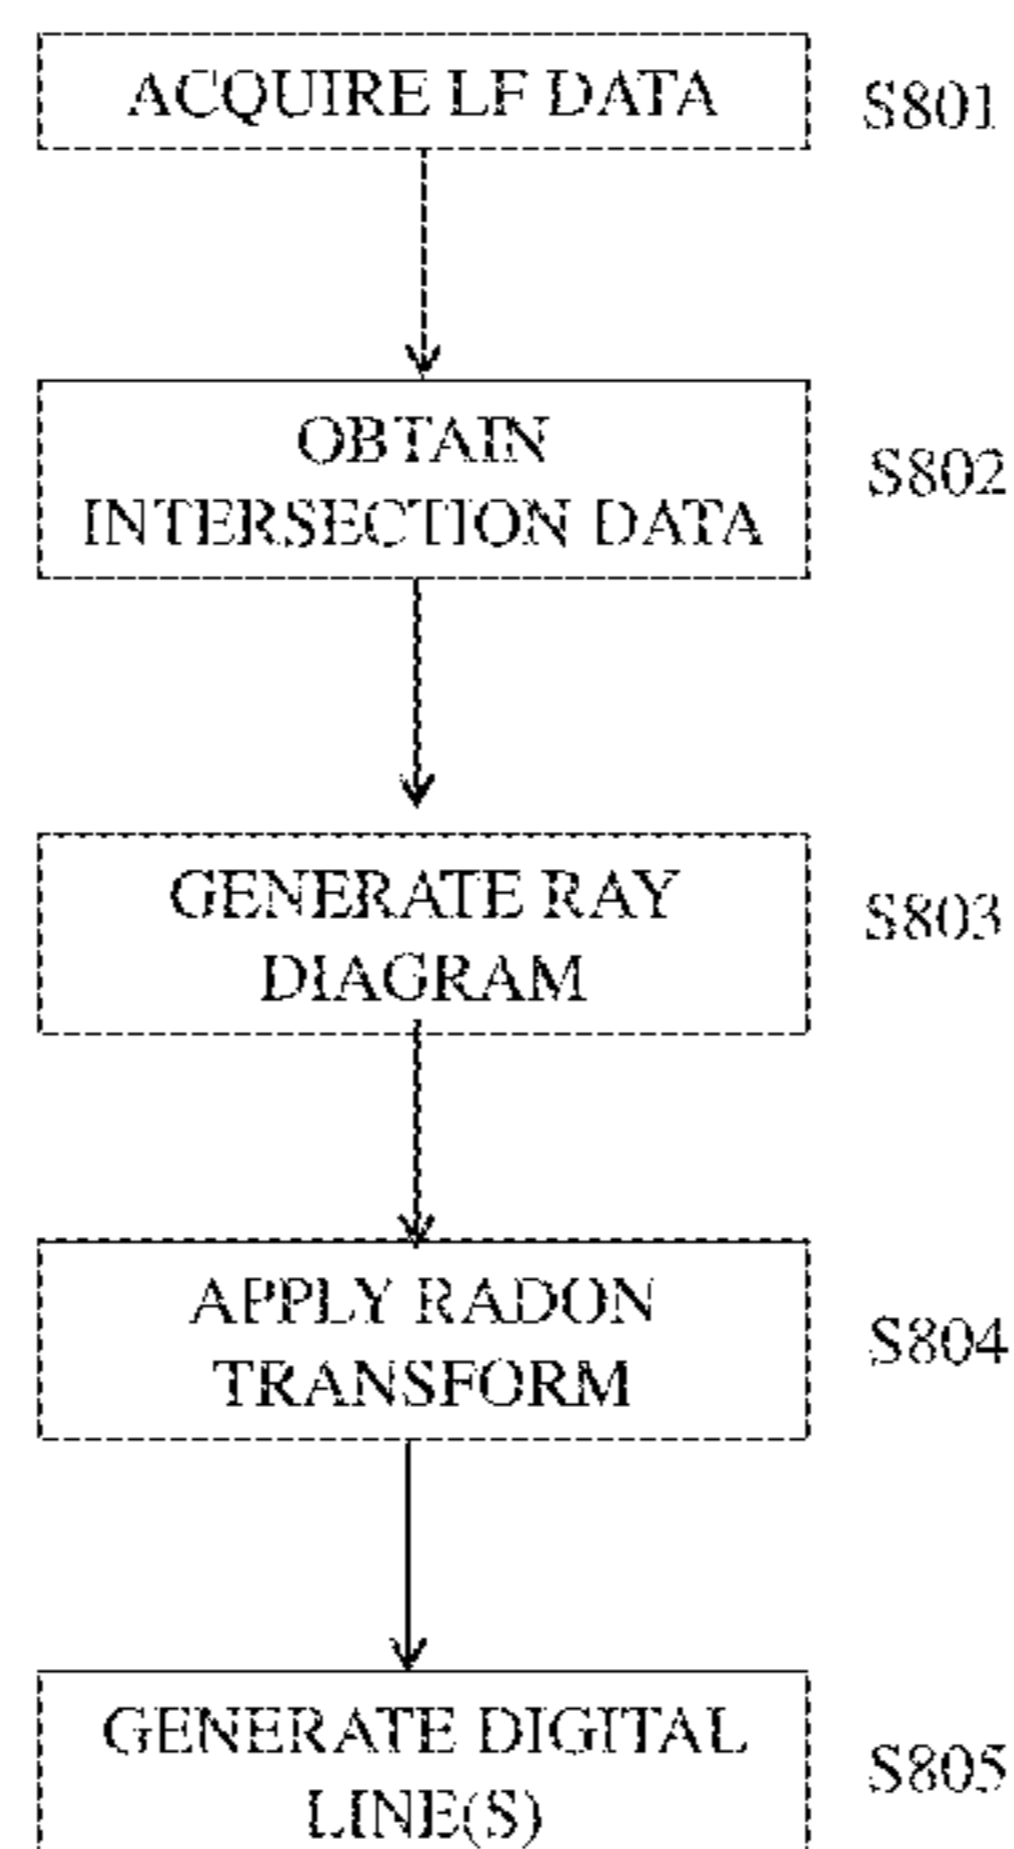 ACQUIRE LF DATA
S801
OBTAIN
INTERSECTION DATA
S802
GENERATE RAY
DIAGRAM
S803
APPLY RADON
TRANSFORM
S804
GENERATE DIGITAL
LINE(S)
S805